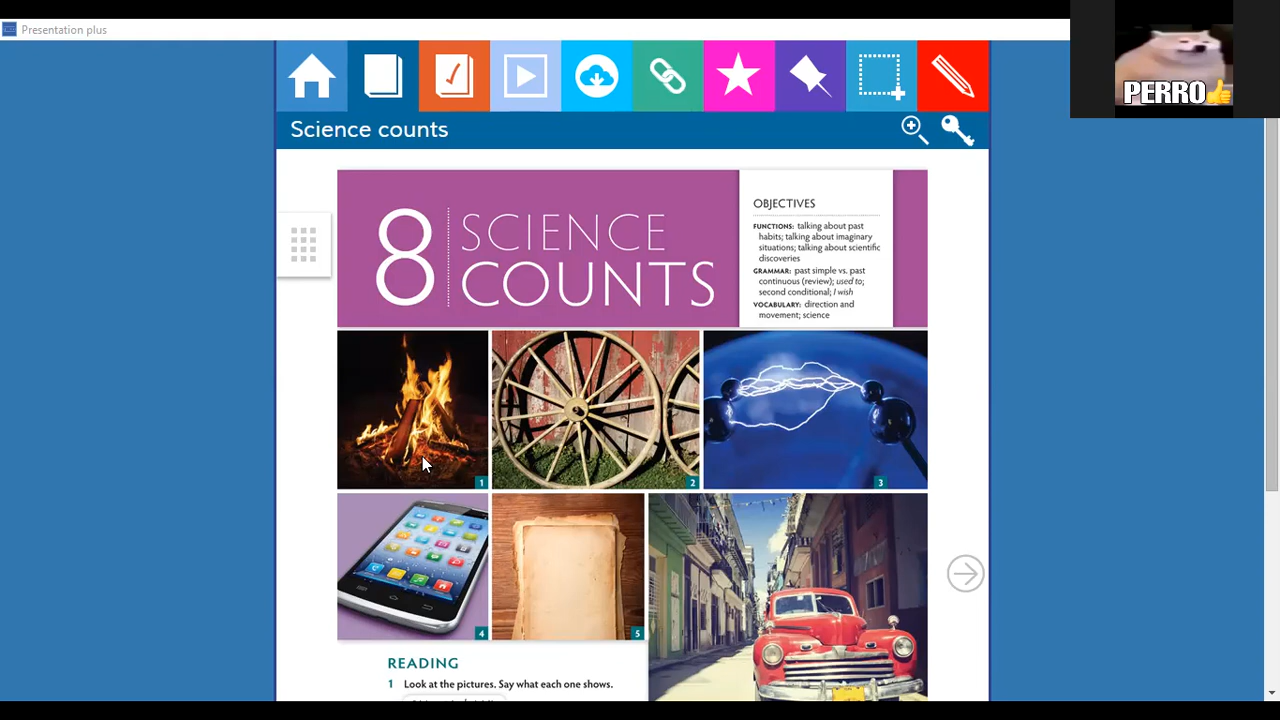 Presentation plus
PERRO👍
Science counts
8 SCIENCE
COUNTS
OBJECTIVES
FUNCTIONS: talking about past
habits; talking about imaginary
situations; talking about scientific
discoveries
GRAMMAR: past simple vs. past
continuous (review); used to;
second conditional; I wish
VOCABULARY: direction and
movement; science
1
2
3
4
5
READING
1 Look at the pictures. Say what each one shows.